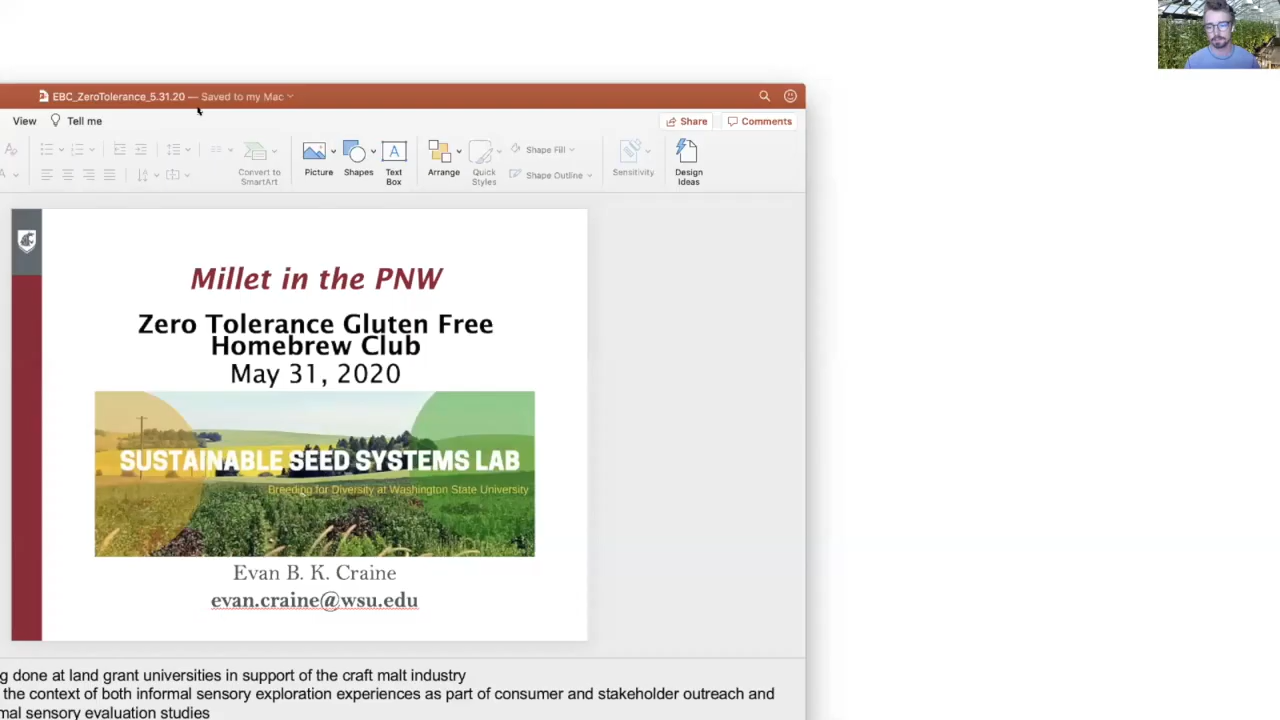 EBC_ZeroTolerance_5.31.20 — Saved to my Mac
View Tell me
Share Comments
Convert to SmartArt
Picture Shapes Text Box
Arrange Quick Styles
Shape Fill
Shape Outline
Sensitivity
Design Ideas
Millet in the PNW
Zero Tolerance Gluten Free
Homebrew Club
May 31, 2020
SUSTAINABLE SEED SYSTEMS LAB
Breeding for Diversity at Washington State University
Evan B. K. Craine
evan.craine@wsu.edu
g done at land grant universities in support of the craft malt industry
the context of both informal sensory exploration experiences as part of consumer and stakeholder outreach and
mal sensory evaluation studies